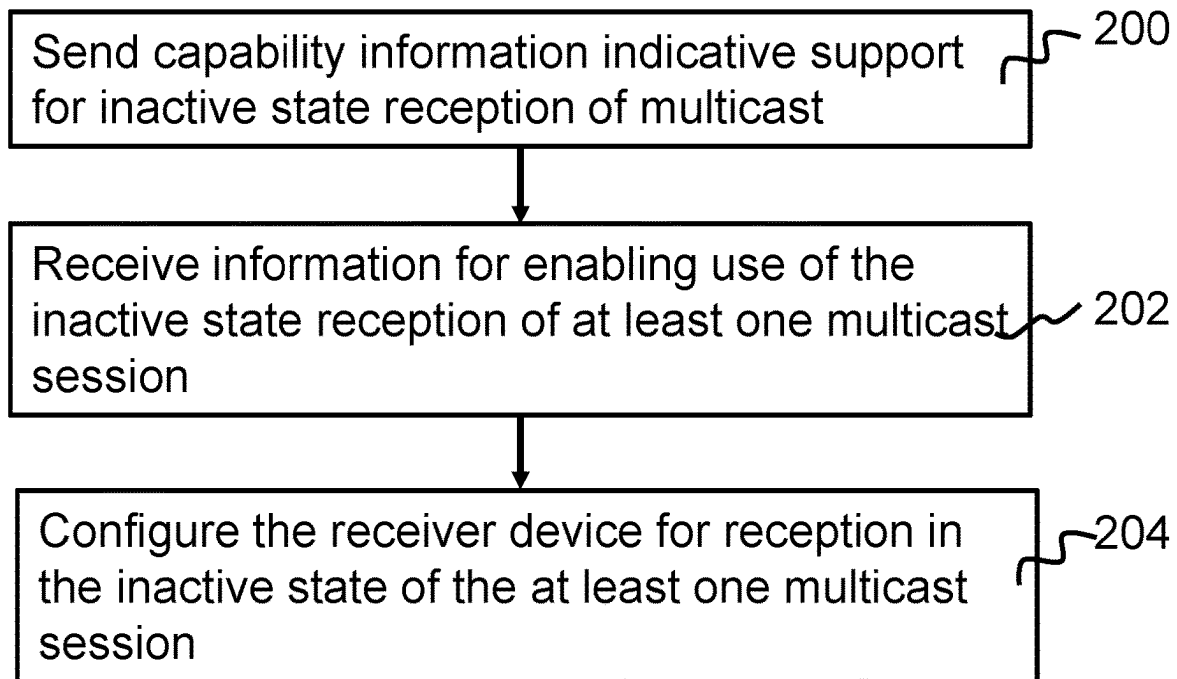 Send capability information indicative support
for inactive state reception of multicast
200
Receive information for enabling use of the
inactive state reception of at least one multicast
session
202
Configure the receiver device for reception in
the inactive state of the at least one multicast
session
204